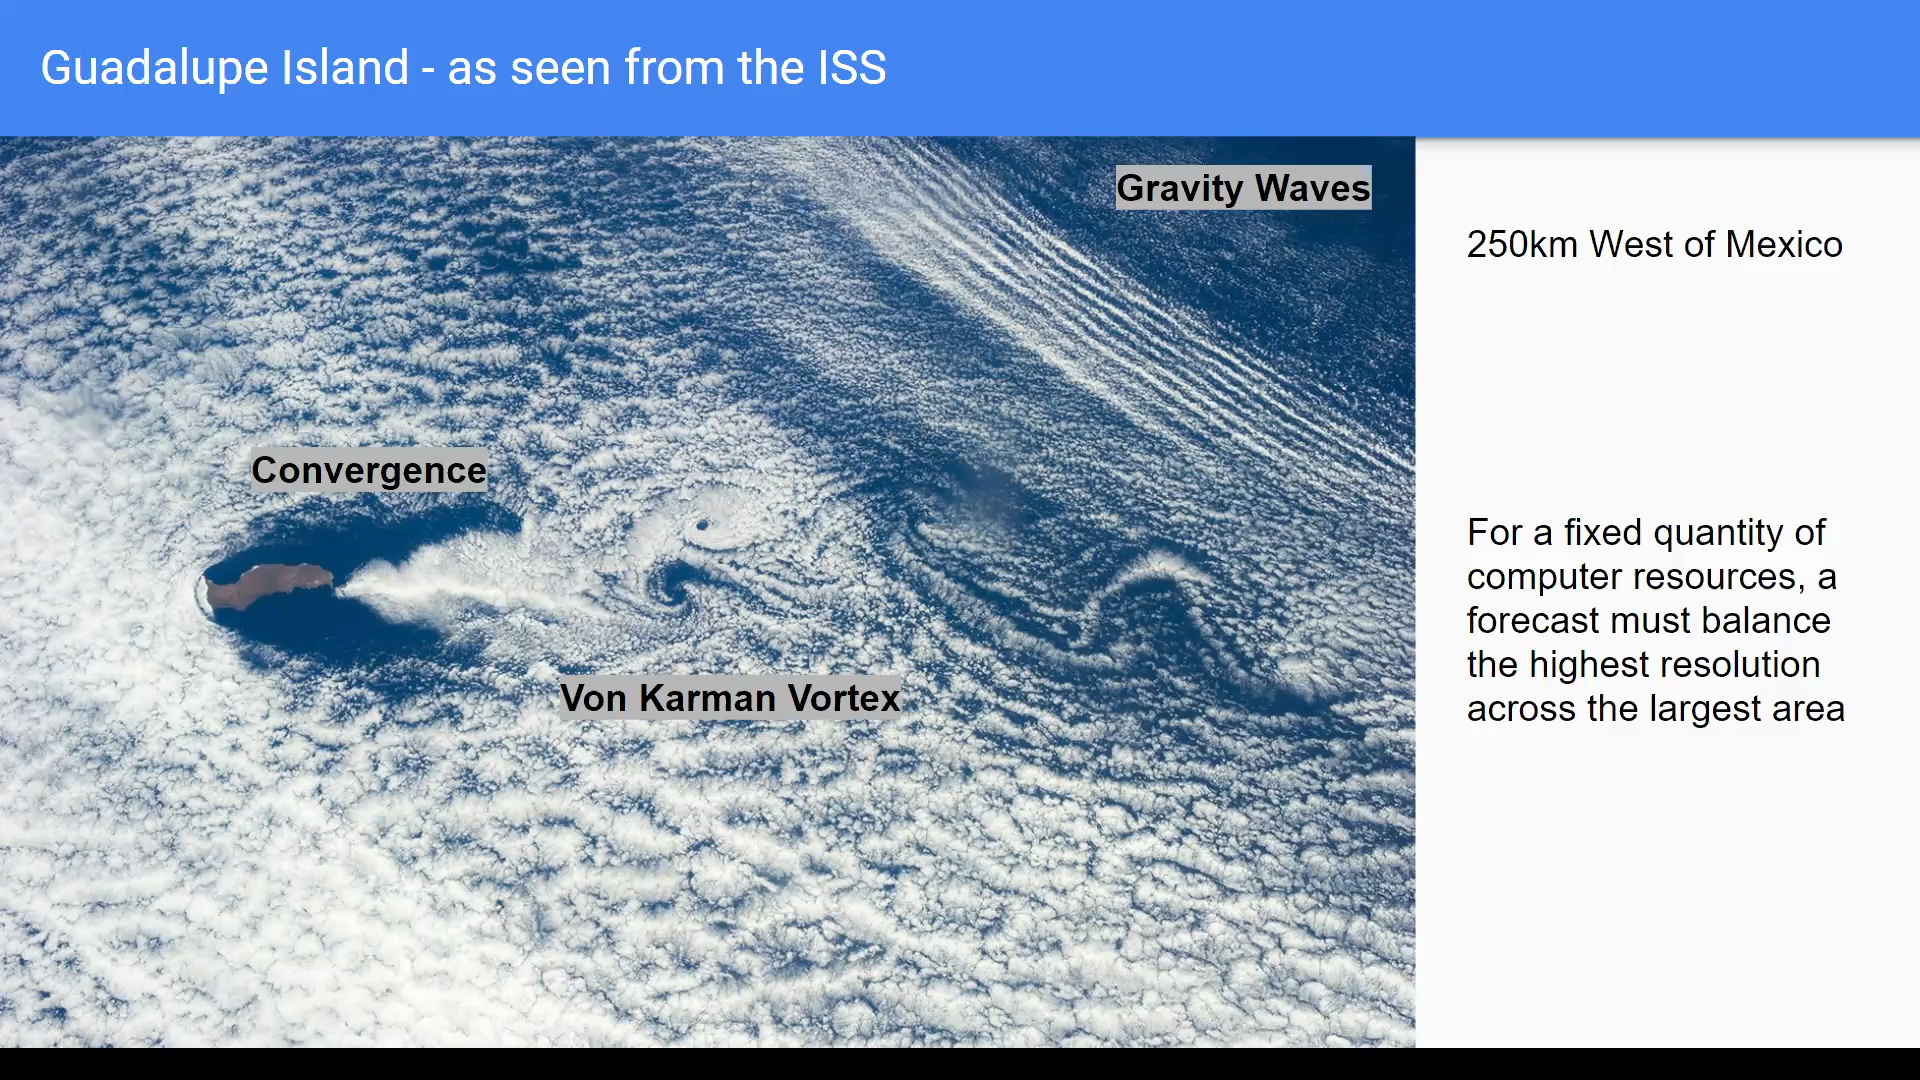 Guadalupe Island - as seen from the ISS
Gravity Waves
250km West of Mexico
Convergence
For a fixed quantity of
computer resources, a
forecast must balance
the highest resolution
across the largest area
Von Karman Vortex